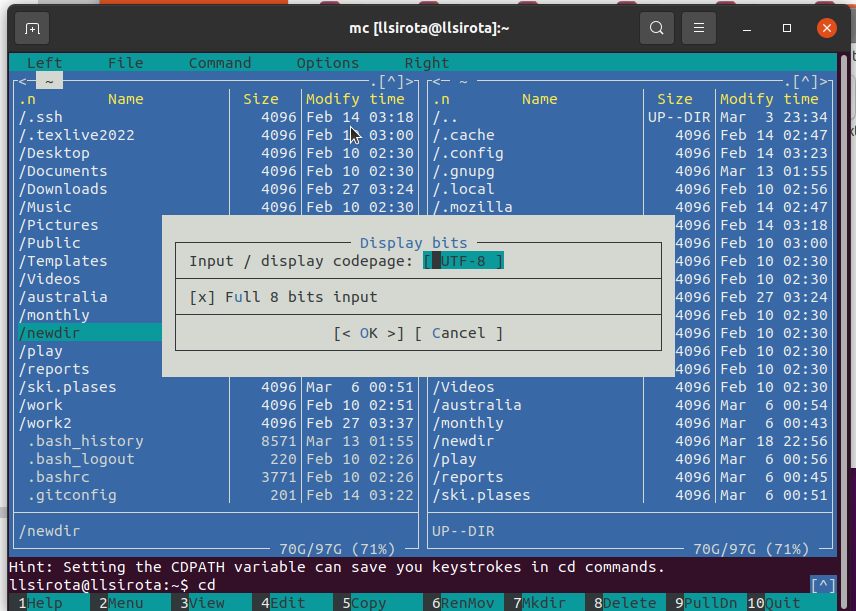 mc [llsirota@llsirota]:~
Left File Command Options Right
<─ ~ .[^]> <─ ~ .[^]>
.n Name Size Modify time .n Name Size Modify time
/.ssh 4096 Feb 14 03:18 /.. UP--DIR Mar 3 23:34
/.texlive2022 4096 Feb 1 03:00 /.cache 4096 Feb 14 02:47
/Desktop 4096 Feb 10 02:30 /.config 4096 Feb 14 03:23
/Documents 4096 Feb 10 02:30 /.gnupg 4096 Mar 13 01:55
/Downloads 4096 Feb 27 03:24 /.local 4096 Feb 10 02:56
/Music 4096 Feb 10 02:30 /.mozilla 4096 Feb 14 02:47
/Pictures 4096 Feb 14 03:18
/Public Display bits 4096 Feb 10 03:00
/Templates Input / display codepage: [ UTF-8 ] 4096 Feb 10 02:30
/Videos 4096 Feb 10 02:30
/australia [x] Full 8 bits input 4096 Feb 27 03:24
/monthly 4096 Feb 10 02:30
/newdir [< OK >] [ Cancel ] 4096 Feb 10 02:30
/play 4096 Feb 10 02:30
/reports 4096 Feb 10 02:30
/ski.plases 4096 Mar 6 00:51 /Videos 4096 Feb 10 02:30
/work 4096 Feb 10 02:51 /australia 4096 Mar 6 00:54
/work2 4096 Feb 27 03:37 /monthly 4096 Mar 6 00:43
.bash_history 8571 Mar 13 01:55 /newdir 4096 Mar 18 22:56
.bash_logout 220 Feb 10 02:26 /play 4096 Mar 6 00:56
.bashrc 3771 Feb 10 02:26 /reports 4096 Mar 6 00:45
.gitconfig 201 Feb 14 03:22 /ski.plases 4096 Mar 6 00:51
/newdir UP--DIR
70G/97G (71%) 70G/97G (71%)
Hint: Setting the CDPATH variable can save you keystrokes in cd commands.
llsirota@llsirota:~$ cd [^]
1Help 2Menu 3View 4Edit 5Copy 6RenMov 7Mkdir 8Delete 9PullDn 10Quit